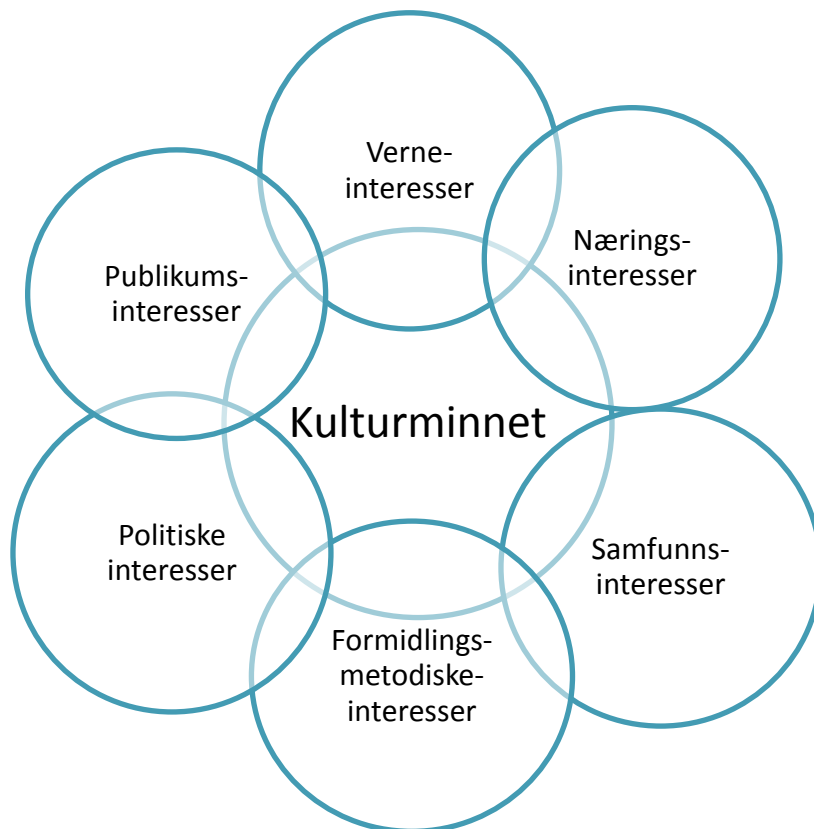 Verne-
interesser
Nærings-
interesser
Publikums-
interesser
Kulturminnet
Politiske
interesser
Samfunns-
interesser
Formidlings-
metodiske-
interesser